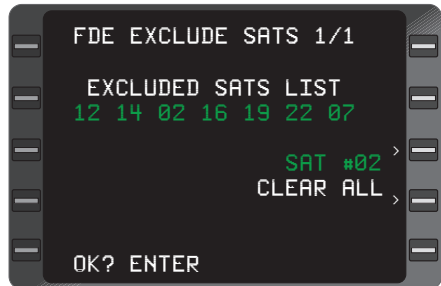 FDE EXCLUDE SATS 1/1
EXCLUDED SATS LIST
12 14 02 16 19 22 07
SAT #02 >
CLEAR ALL >
OK? ENTER